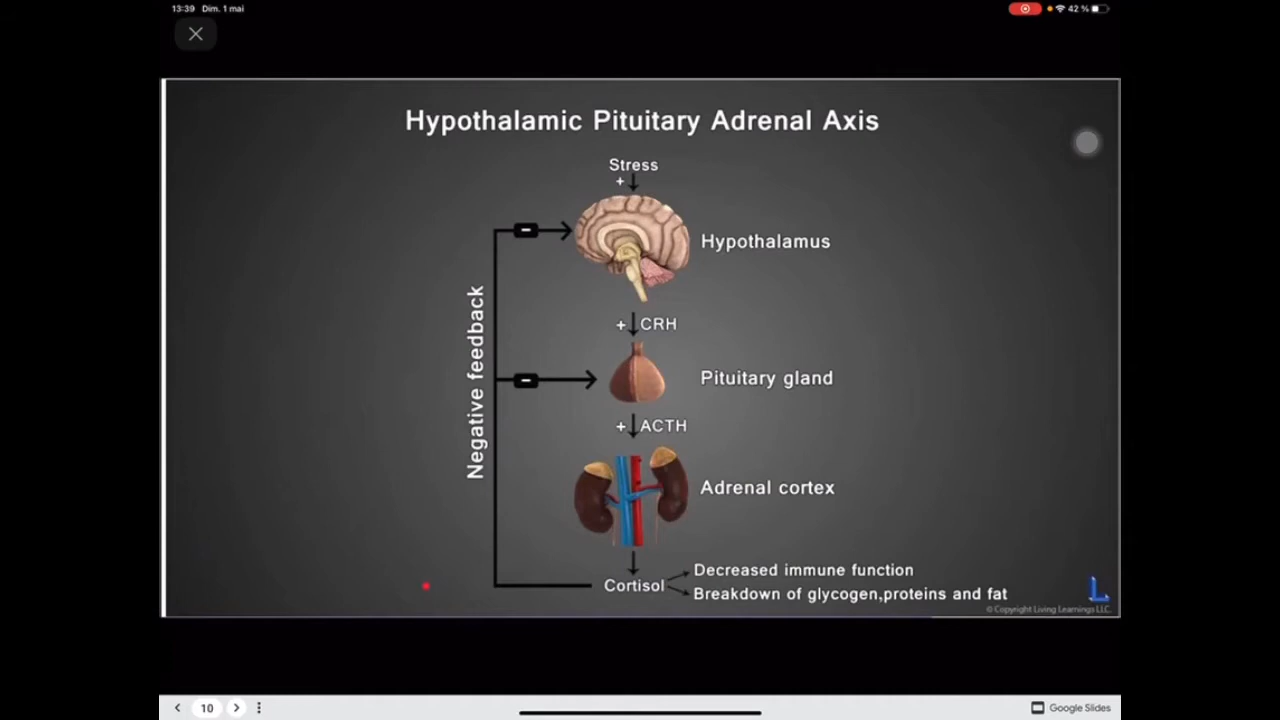 13:39 Dim. 1 mai
42 %
Hypothalamic Pituitary Adrenal Axis
Stress
+
-
Hypothalamus
Negative feedback
+ CRH
-
Pituitary gland
+ ACTH
Adrenal cortex
Cortisol
Decreased immune function
Breakdown of glycogen,proteins and fat
L
© Copyright Living Learnings LLC.
10
Google Slides